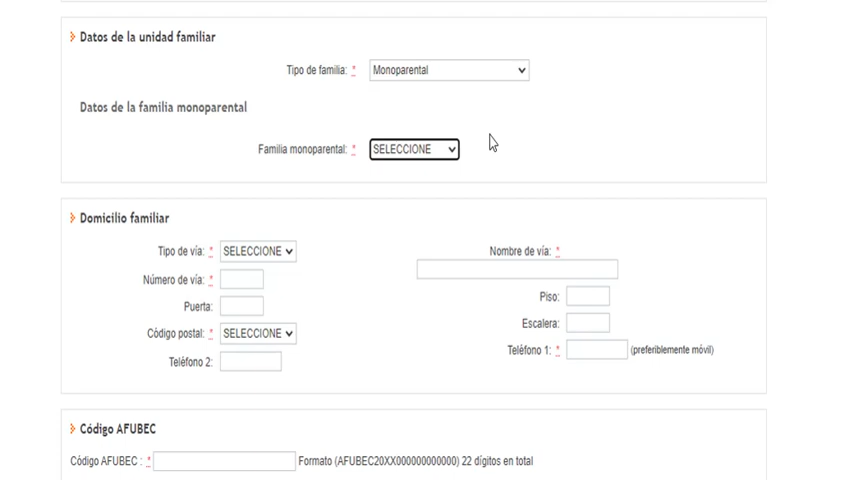 Datos de la unidad familiar
Tipo de familia: * Monoparental
Datos de la familia monoparental
Familia monoparental: * SELECCIONE
Domicilio familiar
Tipo de vía: * SELECCIONE
Nombre de vía: *
Número de vía: *
Piso:
Puerta:
Escalera:
Código postal: * SELECCIONE
Teléfono 1: * (preferiblemente móvil)
Teléfono 2:
Código AFUBEC
Código AFUBEC : * Formato (AFUBEC20XX000000000000) 22 dígitos en total